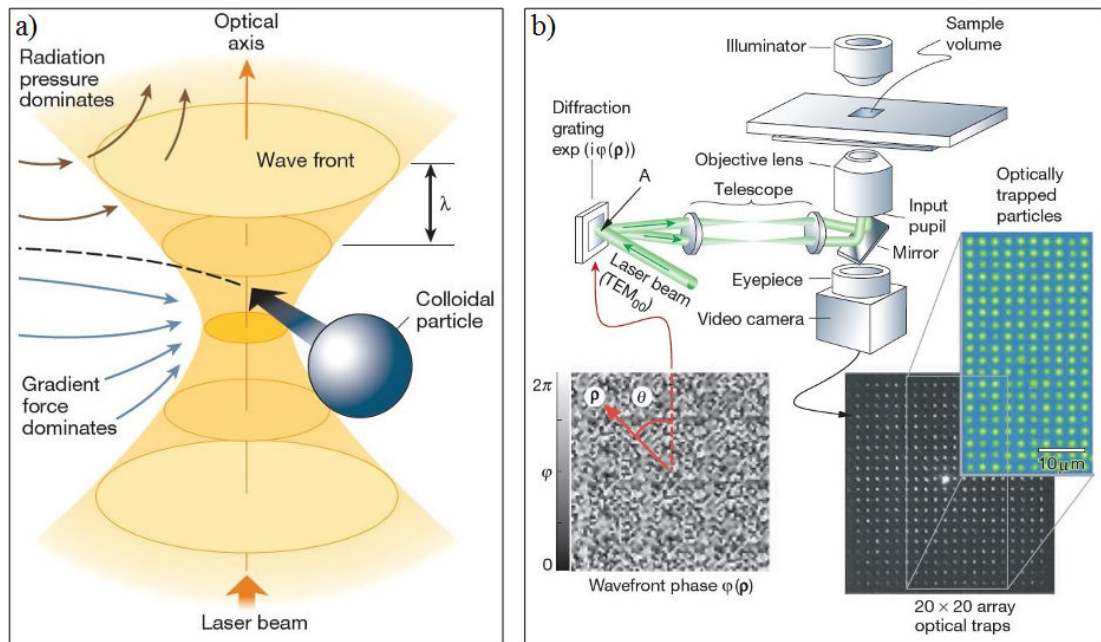 a)
Optical
axis
Radiation
pressure
dominates
Wave front
λ
Colloidal
particle
Gradient
force
dominates
Laser beam
b)
Sample
volume
Illuminator
Diffraction
grating
exp (iφ(ρ))
Objective lens
A
Telescope
Optically
trapped
particles
Input
pupil
Mirror
Laser beam
(TEM₀₀)
Eyepiece
Video camera
2π
ρ
θ
φ
0
10μm
Wavefront phase φ(ρ)
20 × 20 array
optical traps